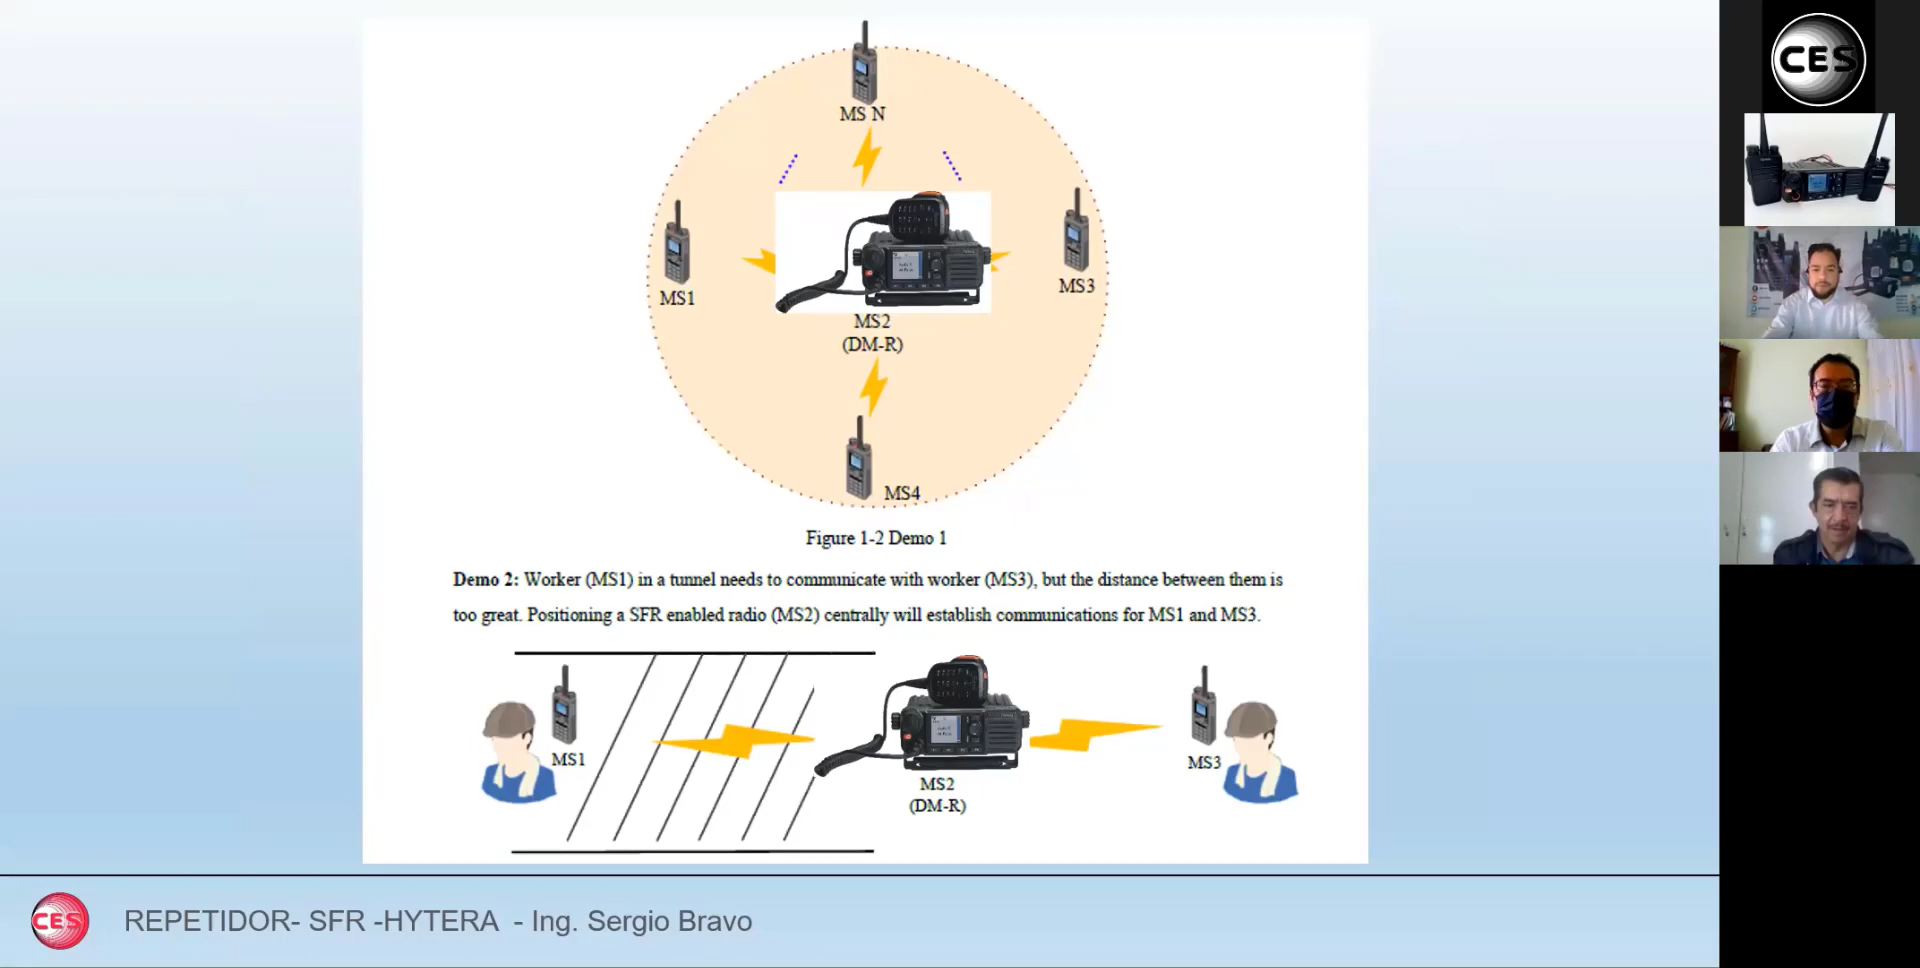 MS N
MS1
MS3
MS2
(DM-R)
MS4
Figure 1-2 Demo 1
Demo 2: Worker (MS1) in a tunnel needs to communicate with worker (MS3), but the distance between them is
too great. Positioning a SFR enabled radio (MS2) centrally will establish communications for MS1 and MS3.
MS1
MS3
MS2
(DM-R)
CES
REPETIDOR- SFR -HYTERA - Ing. Sergio Bravo
CES